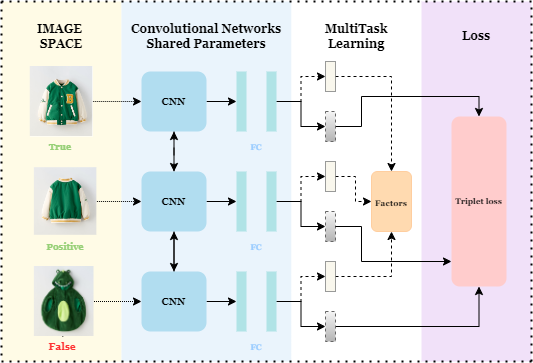 IMAGE
SPACE
Convolutional Networks
Shared Parameters
MultiTask
Learning
Loss
CNN
True
FC
CNN
Factors
Triplet loss
Positive
FC
CNN
False
FC